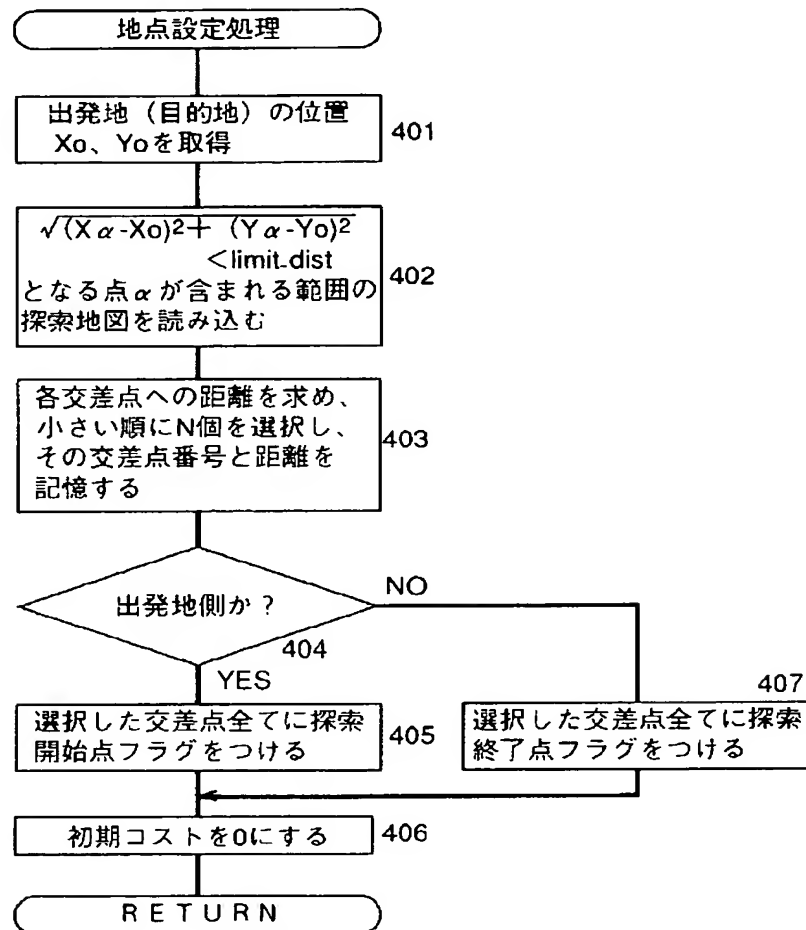 地点設定処理
出発地(目的地)の位置
Xo、Yoを取得
401
√(Xα-Xo)2+ (Yα-Yo)2
<limit-dist
となる点αが含まれる範囲の
探索地図を読み込む
402
各交差点への距離を求め、
小さい順にN個を選択し、
その交差点番号と距離を
記憶する
403
出発地側か?
NO
404
YES
407
選択した交差点全てに探索
開始点フラグをつける
405
選択した交差点全てに探索
終了点フラグをつける
初期コストを0にする
406
RETURN